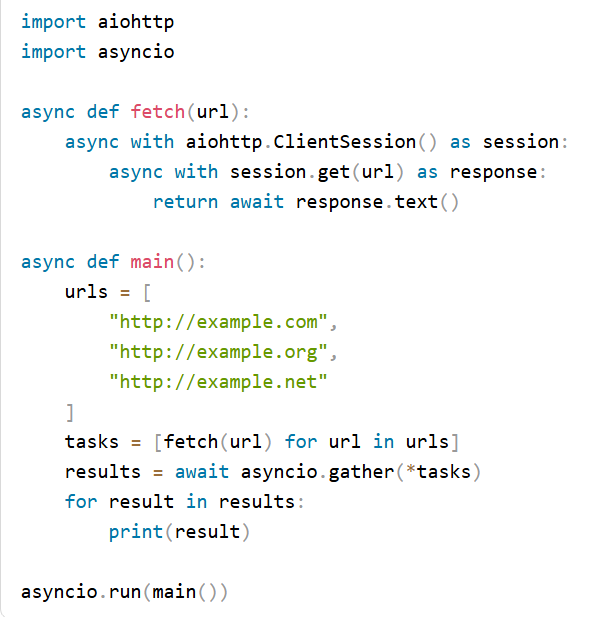 import aiohttp
import asyncio

async def fetch(url):
    async with aiohttp.ClientSession() as session:
        async with session.get(url) as response:
            return await response.text()

async def main():
    urls = [
        "http://example.com",
        "http://example.org",
        "http://example.net"
    ]
    tasks = [fetch(url) for url in urls]
    results = await asyncio.gather(*tasks)
    for result in results:
        print(result)

asyncio.run(main())